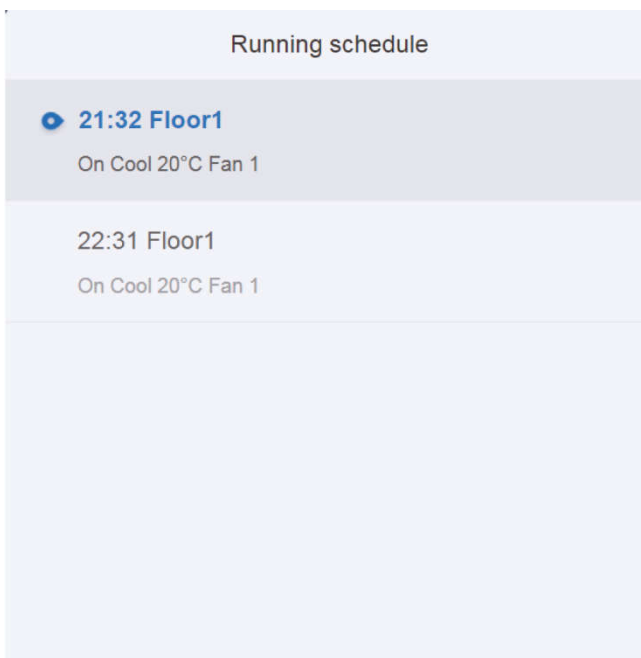 Running schedule
21:32 Floor1
On Cool 20°C Fan 1
22:31 Floor1
On Cool 20°C Fan 1